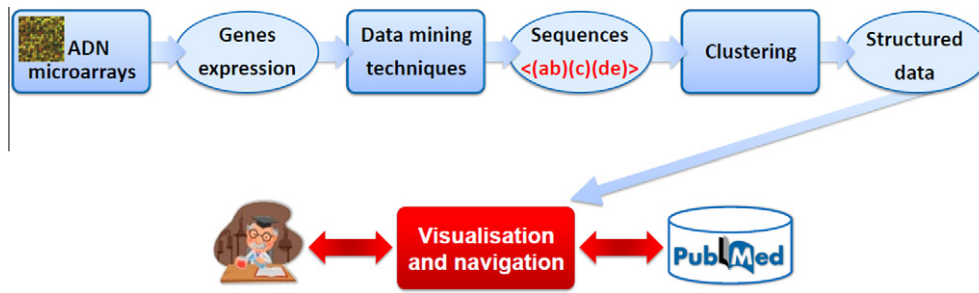 ADN
microarrays
Genes
expression
Data mining
techniques
Sequences
<(ab)(c)(de)>
Clustering
Structured
data
Visualisation
and navigation
PubMed